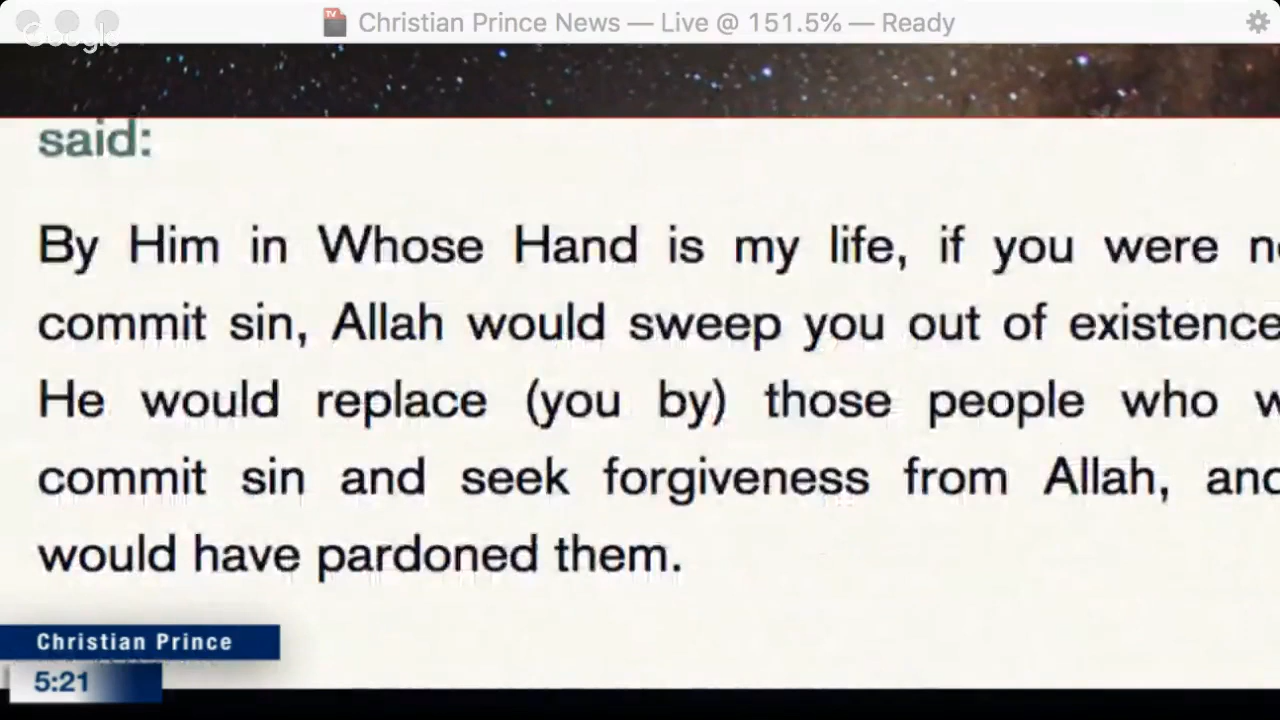 Google
Christian Prince News — Live @ 151.5% — Ready
TV
said:
By Him in Whose Hand is my life, if you were
commit sin, Allah would sweep you out of existence
He would replace (you by) those people who
commit sin and seek forgiveness from Allah,
would have pardoned them.
Christian Prince
5:21